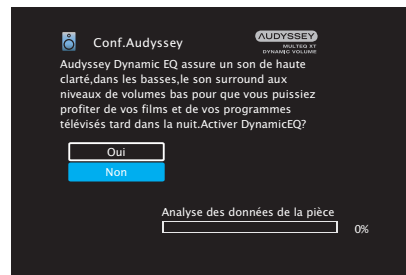 Conf.Audyssey
AUDYSSEY
MULTEQ XT
DYNAMIC VOLUME
Audyssey Dynamic EQ assure un son de haute
clarté,dans les basses,le son surround aux
niveaux de volumes bas pour que vous puissiez
profiter de vos films et de vos programmes
télévisés tard dans la nuit.Activer DynamicEQ?
Oui
Non
Analyse des données de la pièce
0%